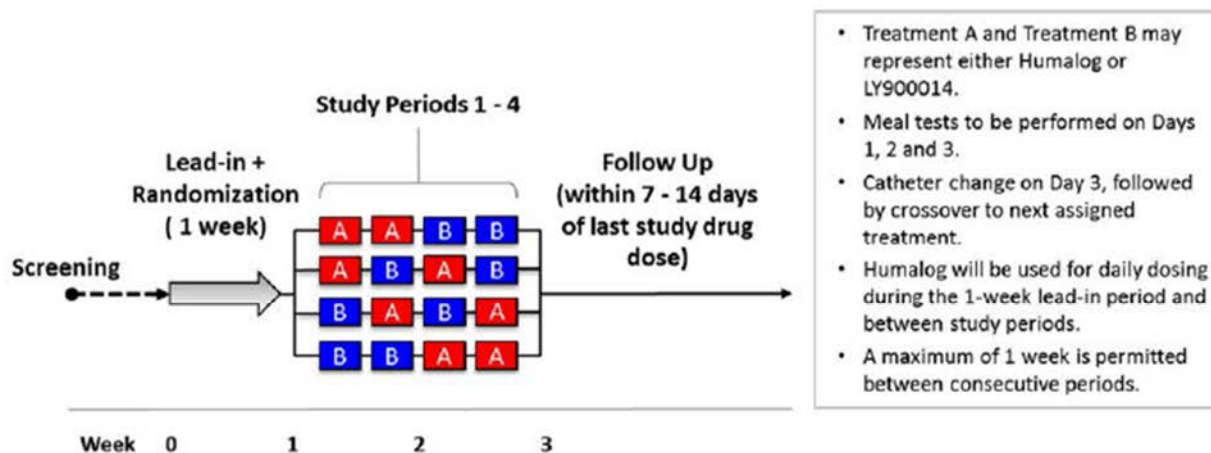 Study Periods 1 - 4
Lead-in +
Randomization
( 1 week)
Follow Up
(within 7 - 14 days
of last study drug
dose)
Screening
A A B B
A B A B
B A B A
B B A A
Week 0 1 2 3
• Treatment A and Treatment B may
represent either Humalog or
LY900014.
• Meal tests to be performed on Days
1, 2 and 3.
• Catheter change on Day 3, followed
by crossover to next assigned
treatment.
• Humalog will be used for daily dosing
during the 1-week lead-in period and
between study periods.
• A maximum of 1 week is permitted
between consecutive periods.